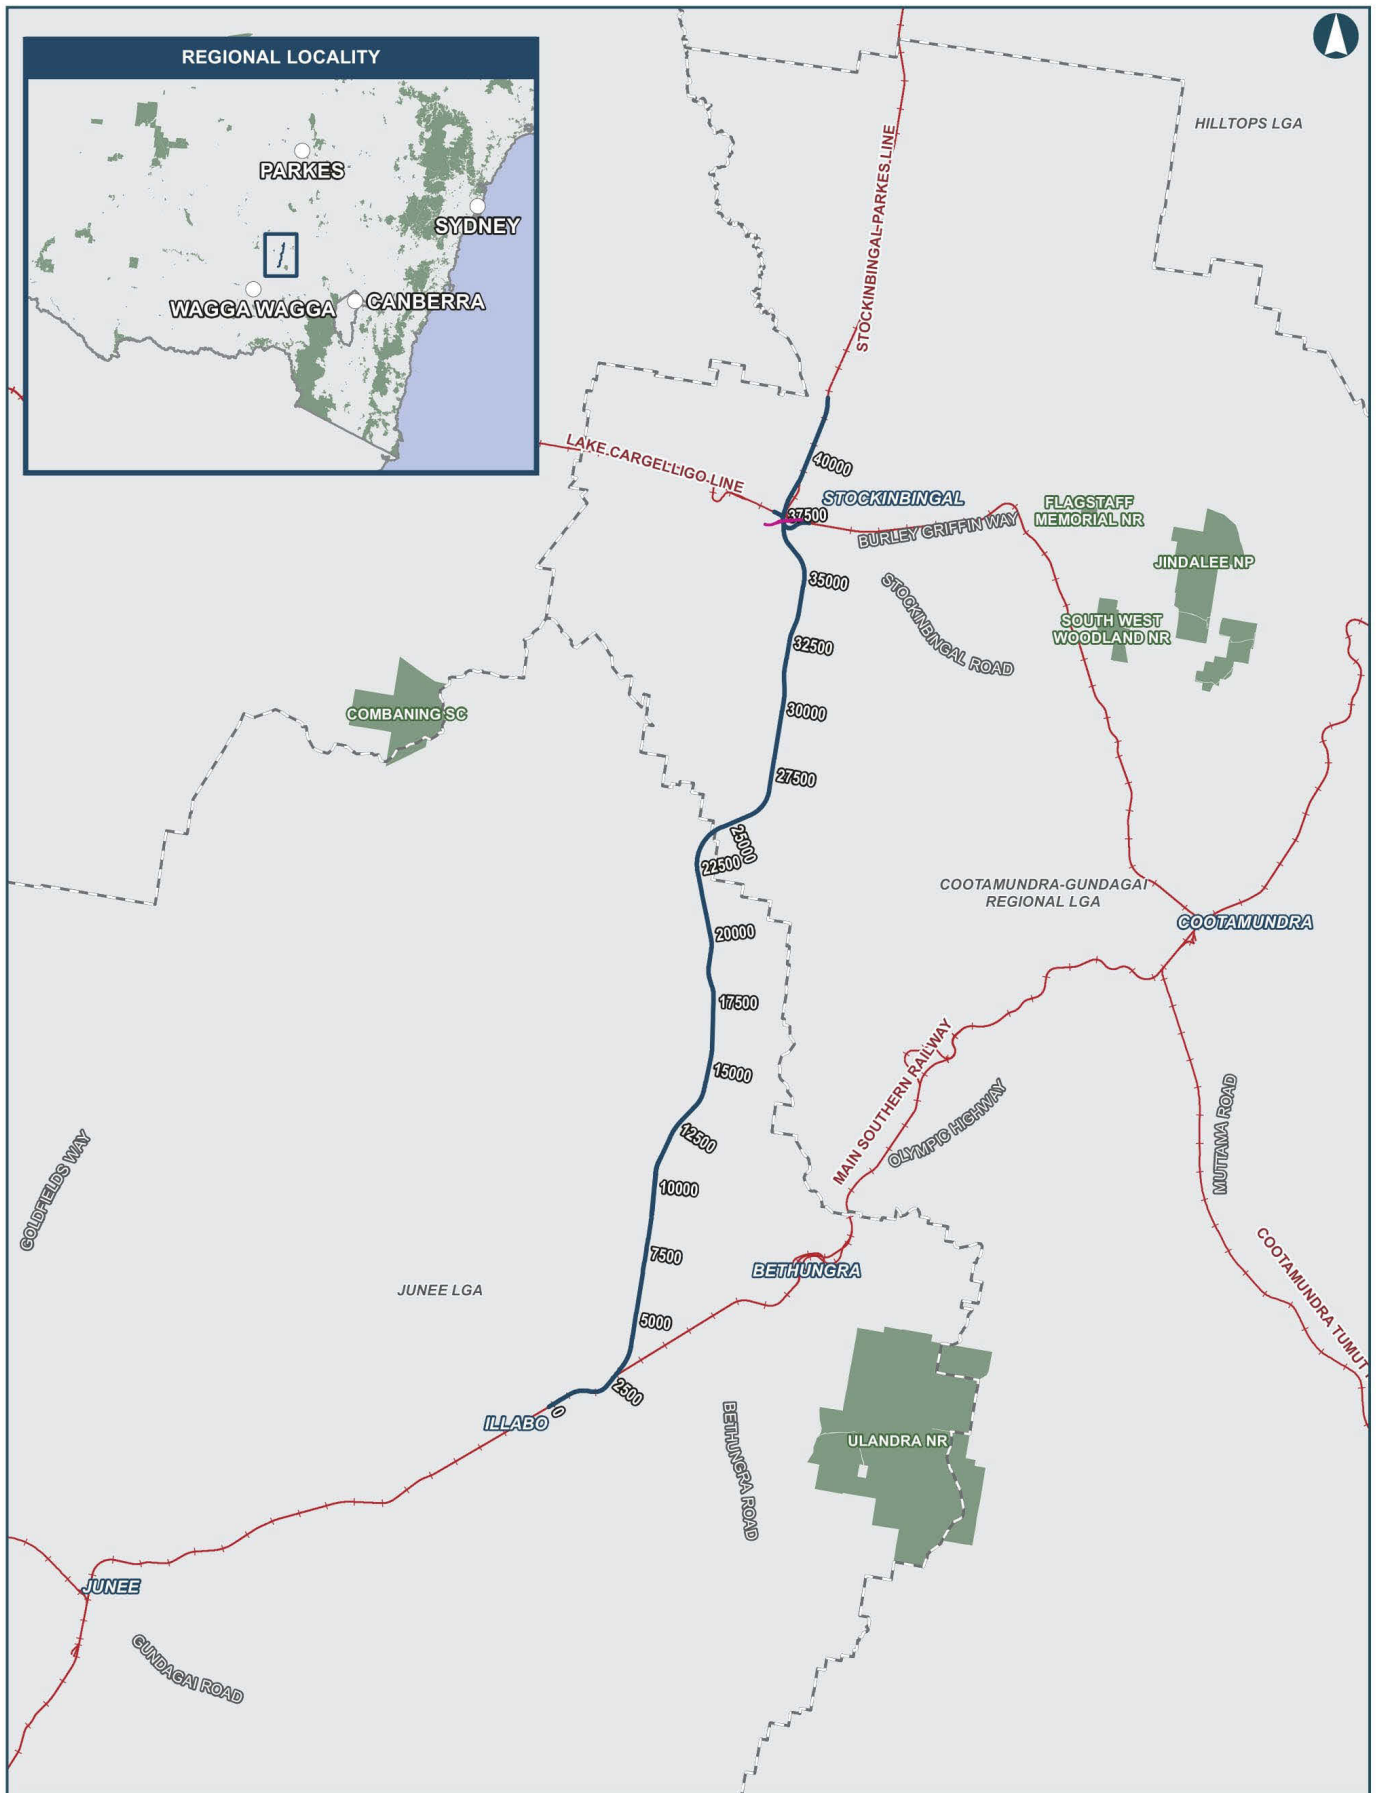 REGIONAL LOCALITY
PARKES
SYDNEY
WAGGA WAGGA
CANBERRA
HILLTOPS LGA
STOCKINBINGAL-PARKES LINE
LAKE CARGELLIGO LINE
40000
STOCKINBINGAL
37500
BURLEY GRIFFIN WAY
FLAGSTAFF
MEMORIAL NR
JINDALEE NP
35000
STOCKINBINGAL ROAD
SOUTH WEST
WOODLAND NR
32500
COMBANING SC
30000
27500
25000
22500
COOTAMUNDRA-GUNDAGAI
REGIONAL LGA
COOTAMUNDRA
20000
17500
15000
MAIN SOUTHERN RAILWAY
OLYMPIC HIGHWAY
MUTTAMA ROAD
12500
GOLDFIELDS WAY
10000
7500
BETHUNGRA
COOTAMUNDRA TUMUT
JUNEE LGA
5000
2500
0
ILLABO
BETHUNGRA ROAD
ULANDRA NR
JUNEE
GUNDAGAI ROAD